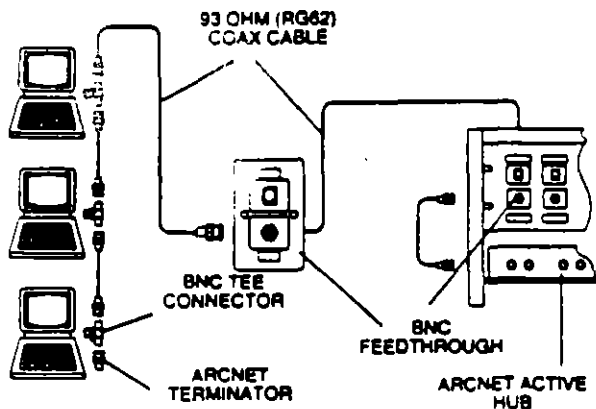 93 OHM (RG62)
COAX CABLE
BNC TEE
CONNECTOR
BNC
FEEDTHROUGH
ARCNET
TERMINATOR
ARCNET ACTIVE
HUB